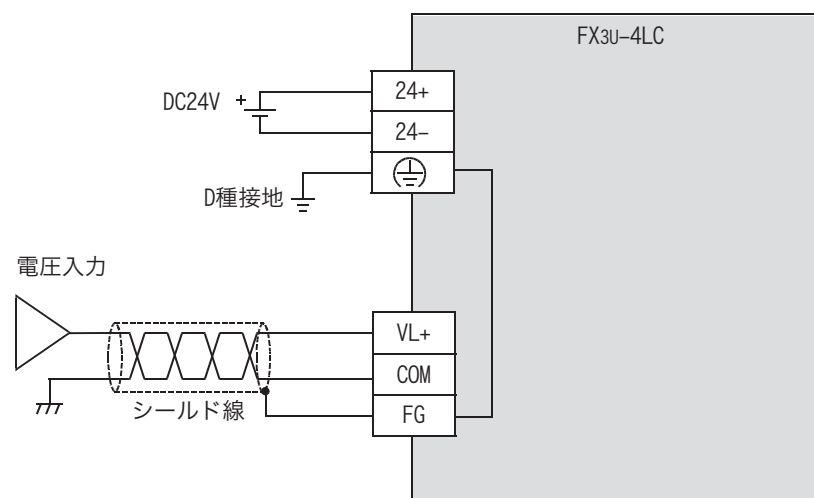 FX3U-4LC
DC24V
+
24+
24-
D種接地
電圧入力
VL+
COM
シールド線
FG